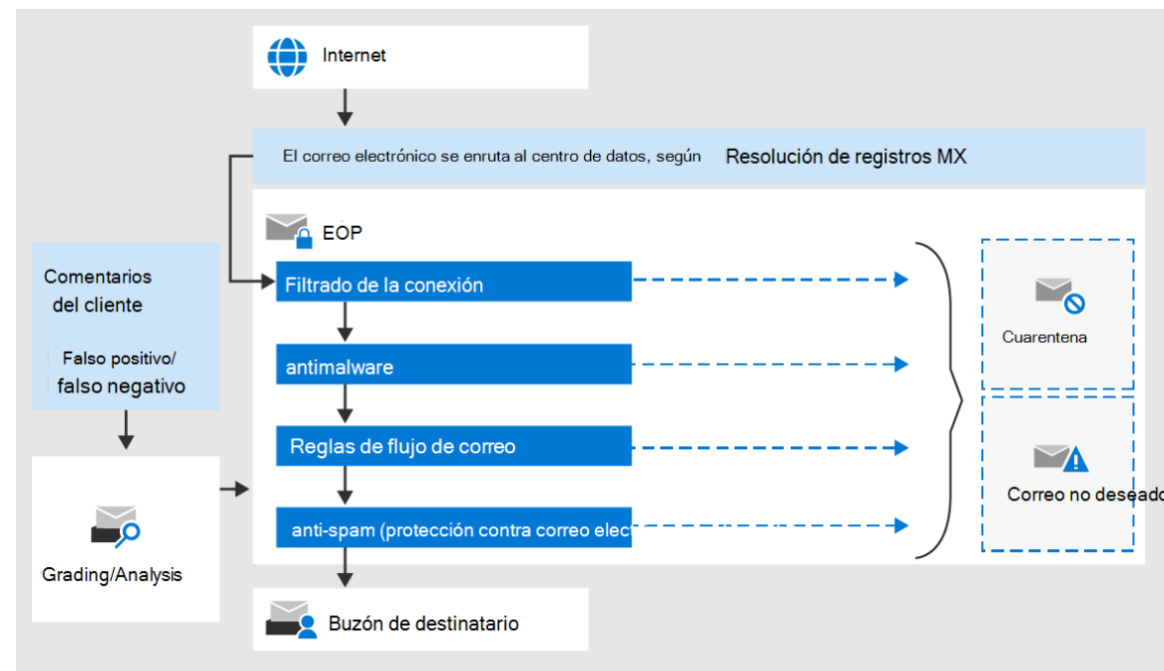 Internet
El correo electrónico se enruta al centro de datos, según Resolución de registros MX
EOP
Comentarios
del cliente
Falso positivo/
falso negativo
Filtrado de la conexión
antimalware
Reglas de flujo de correo
anti-spam (protección contra correo elec
Cuarentena
Correo no deseado
Grading/Analysis
Buzón de destinatario